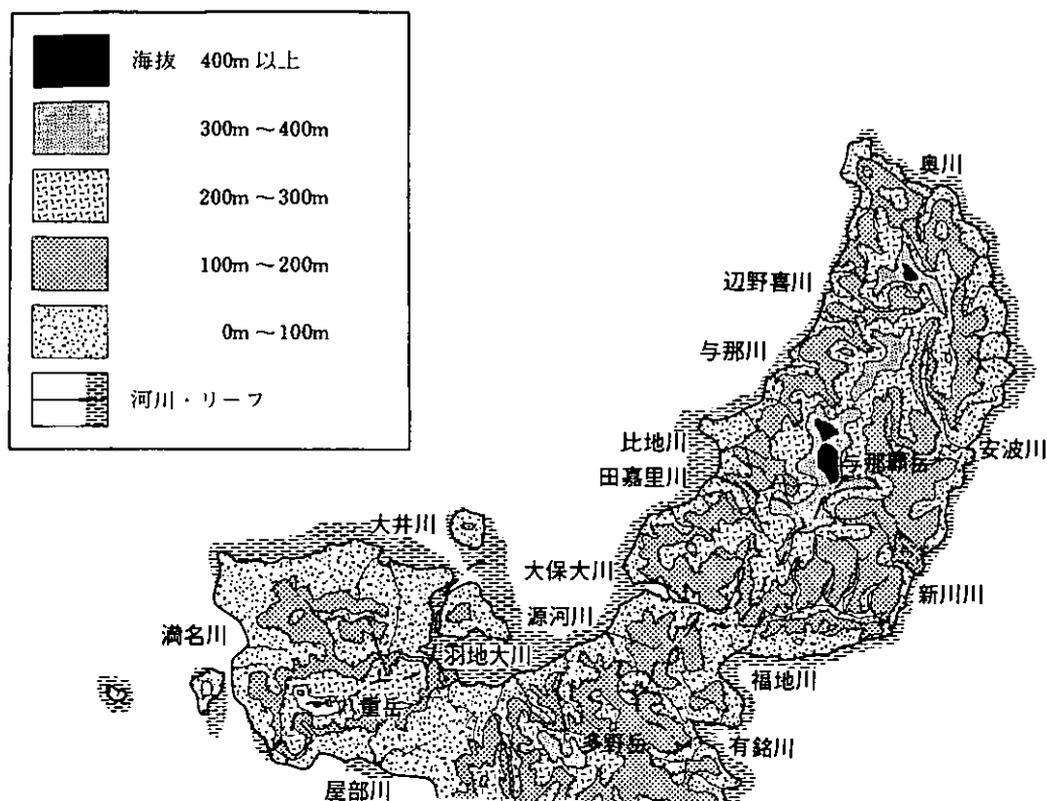 海抜 400m 以上
300m ～ 400m
200m ～ 300m
100m ～ 200m
0m ～ 100m
河川・リーフ
奥川
辺野喜川
与那川
比地川
安波川
与那覇岳
田嘉里川
大井川
大保大川
新川川
源河川
満名川
羽地大川
福地川
八重岳
多野岳
有銘川
屋部川